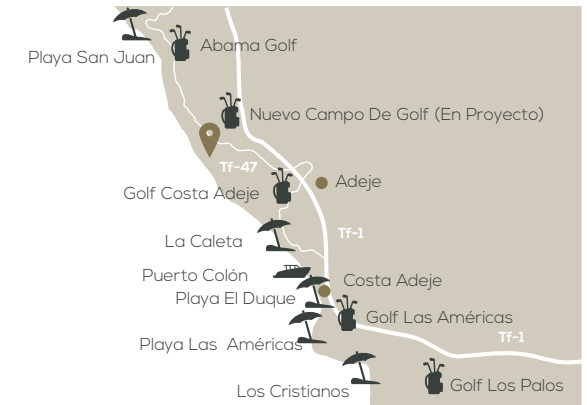 Abama Golf
Playa San Juan
Nuevo Campo De Golf (En Proyecto)
Tf-47
Adeje
Golf Costa Adeje
Tf-1
La Caleta
Puerto Colón
Costa Adeje
Playa El Duque
Golf Las Américas
Tf-1
Playa Las Américas
Golf Los Palos
Los Cristianos